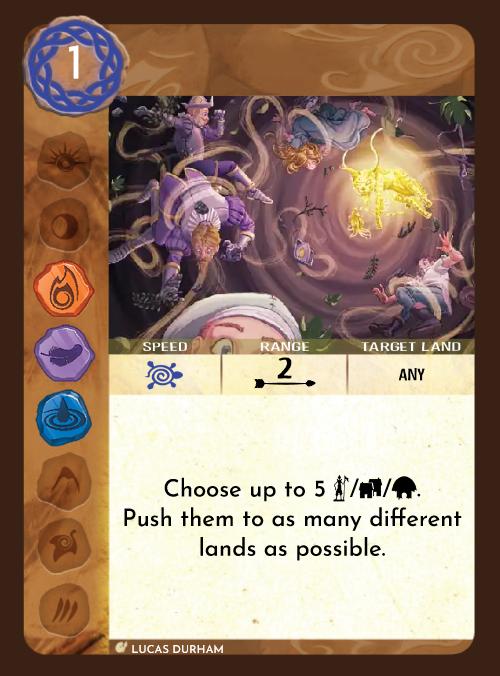 1
SPEED RANGE TARGET LAND
2 ANY
Choose up to 5 / / .
Push them to as many different
lands as possible.
LUCAS DURHAM